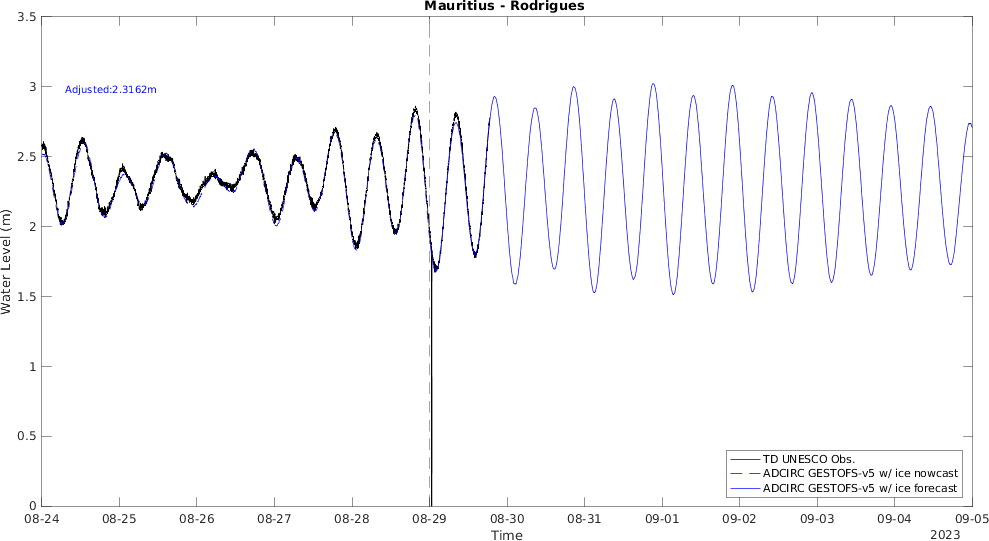 Mauritius - Rodrigues
3.5
3
2.5
2
1.5
1
0.5
0
Water Level (m)
Adjusted:2.3162m
TD UNESCO Obs.
ADCIRC GESTOFS-v5 w/ ice nowcast
ADCIRC GESTOFS-v5 w/ ice forecast
08-24 08-25 08-26 08-27 08-28 08-29 08-30 08-31 09-01 09-02 09-03 09-04 09-05
Time
2023